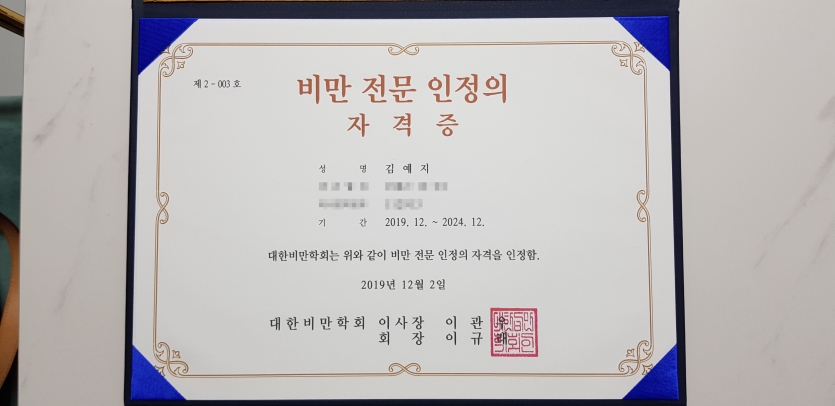 제 2 - 003 호
비만 전문 인정의
자 격 증
성 명 김 예 지
기 간 2019. 12. ~ 2024. 12.
대한비만학회는 위와 같이 비만 전문 인정의 자격을 인정함.
2019년 12월 2일
대한비만학회 이사장 이 관 우
회 장 이 규 래